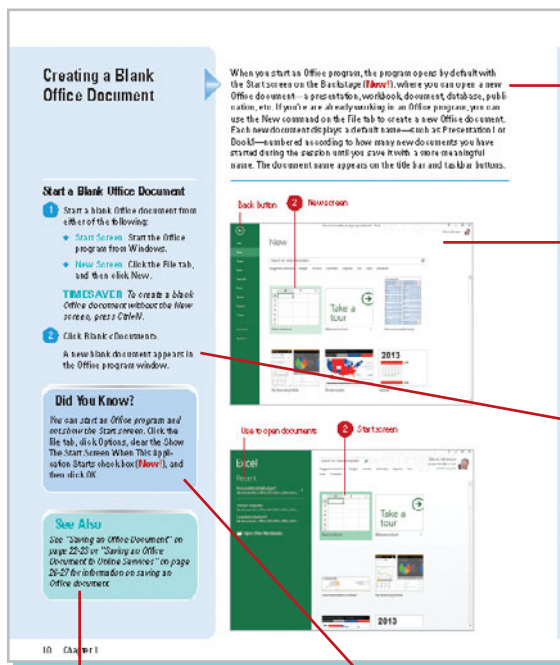 Creating a Blank
Office Document
When you start an Office program, the program opens by default with
the Start screen on the Backstage (New!), where you can open a new
Office document—a presentation, workbook, document, database, publi-
cation, etc. If you're are already working in an Office program, you can
use the New command on the File tab to create a new Office document.
Each new document displays a default name—such as Presentation1 or
Book1—numbered according to how many new documents you have
started during the session until you save it with a more meaningful
name. The document name appears on the title bar and taskbar buttons.
Start a Blank Office Document
1 Start a blank Office document from
either of the following:
◆ Start Screen. Start the Office
program from Windows.
◆ New Screen. Click the File tab,
and then click New.
TIMESAVER To create a blank
Office document without the New
screen, press Ctrl+N.
2 Click Blank <Document>.
A new blank document appears in
the Office program window.
Did You Know?
You can start an Office program and
not show the Start screen. Click the
File tab, click Options, clear the Show
The Start Screen When This Appli-
cation Starts check box (New!), and
then click OK.
See Also
See "Saving an Office Document" on
page 22-23 or "Saving an Office
Document to Online Services" on page
26-27 for information on saving an
Office document.
Back button
2 New screen
New
Take a
tour
2013
Use to open documents
2 Start screen
Excel
Recent
Open Other Workbooks
Take a
tour
2013
10 Chapter 1